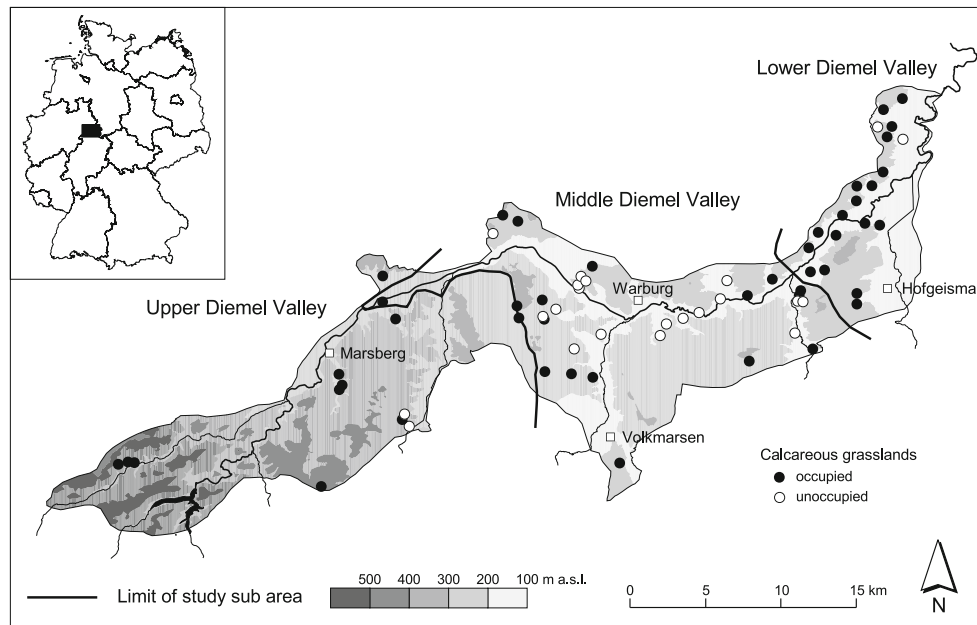 Lower Diemel Valley
Middle Diemel Valley
Upper Diemel Valley
Warburg
Hofgeisma
Marsberg
Volkmarsen
Calcareous grasslands
occupied
unoccupied
Limit of study sub area
500 400 300 200 100 m a.s.l.
0 5 10 15 km
N